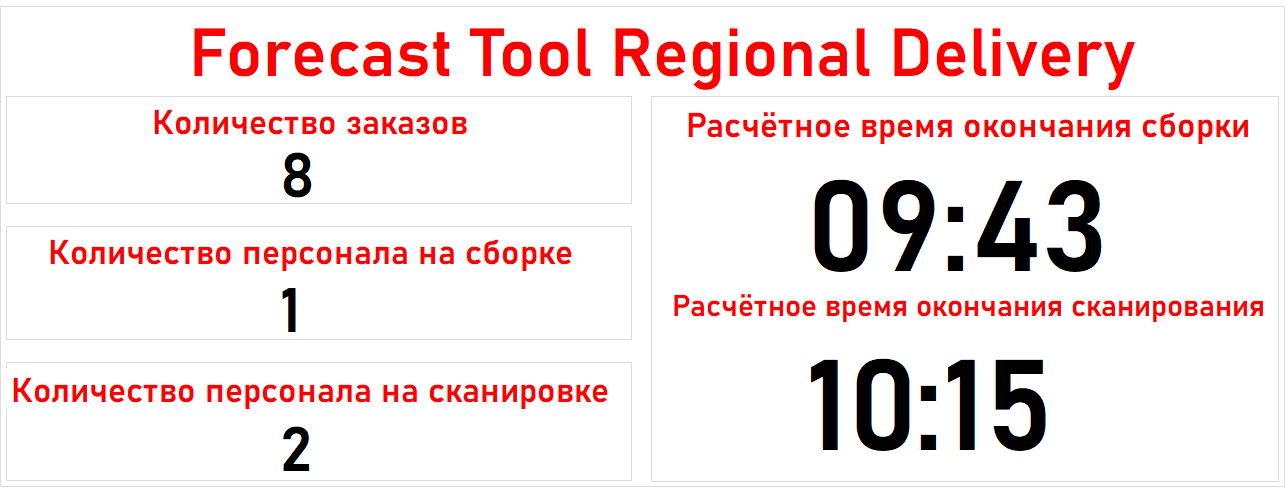 Forecast Tool Regional Delivery
Количество заказов
8
Количество персонала на сборке
1
Количество персонала на сканировке
2
Расчётное время окончания сборки
09:43
Расчётное время окончания сканирования
10:15